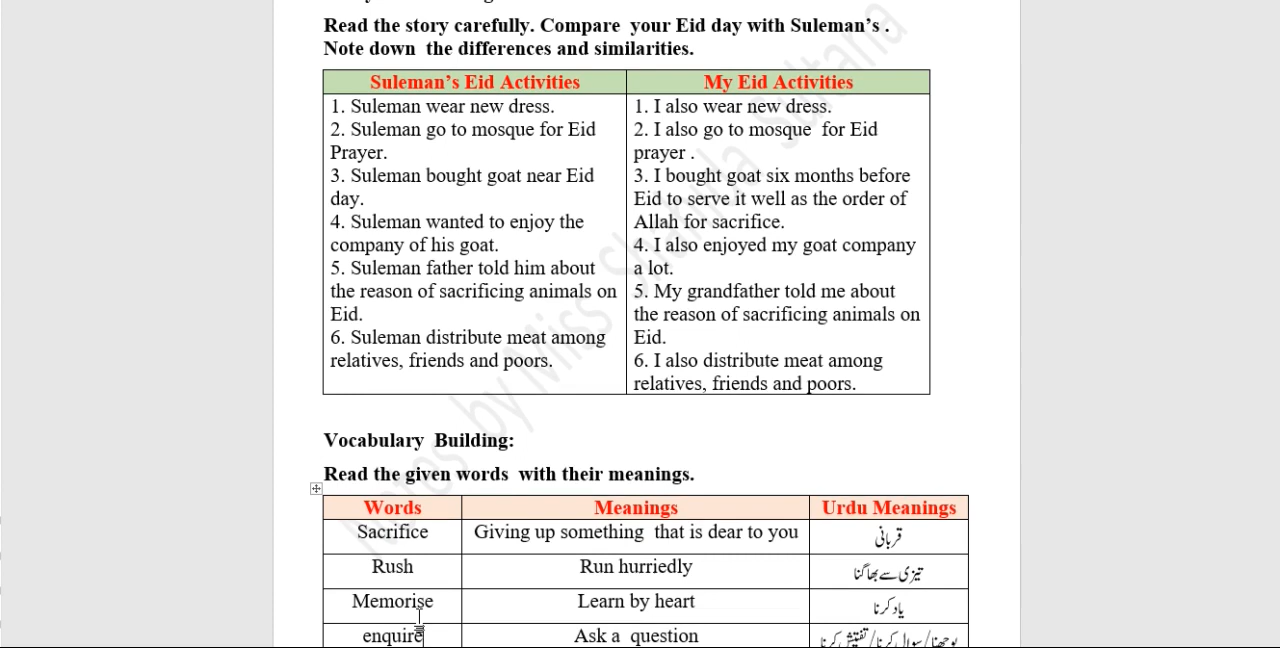 Read the story carefully. Compare your Eid day with Suleman’s .
Note down the differences and similarities.
Suleman’s Eid Activities
1. Suleman wear new dress.
2. Suleman go to mosque for Eid
Prayer.
3. Suleman bought goat near Eid
day.
4. Suleman wanted to enjoy the
company of his goat.
5. Suleman father told him about
the reason of sacrificing animals on
Eid.
6. Suleman distribute meat among
relatives, friends and poors.
My Eid Activities
1. I also wear new dress.
2. I also go to mosque for Eid
prayer .
3. I bought goat six months before
Eid to serve it well as the order of
Allah for sacrifice.
4. I also enjoyed my goat company
a lot.
5. My grandfather told me about
the reason of sacrificing animals on
Eid.
6. I also distribute meat among
relatives, friends and poors.
Vocabulary Building:
Read the given words with their meanings.
Words Meanings Urdu Meanings
Sacrifice Giving up something that is dear to you قربانی
Rush Run hurriedly تیزی سے بھاگنا
Memorise Learn by heart یاد کرنا
enquire Ask a question پوچھنا/سوال کرنا/تفتیش کرنا
Notes by Miss Sultana